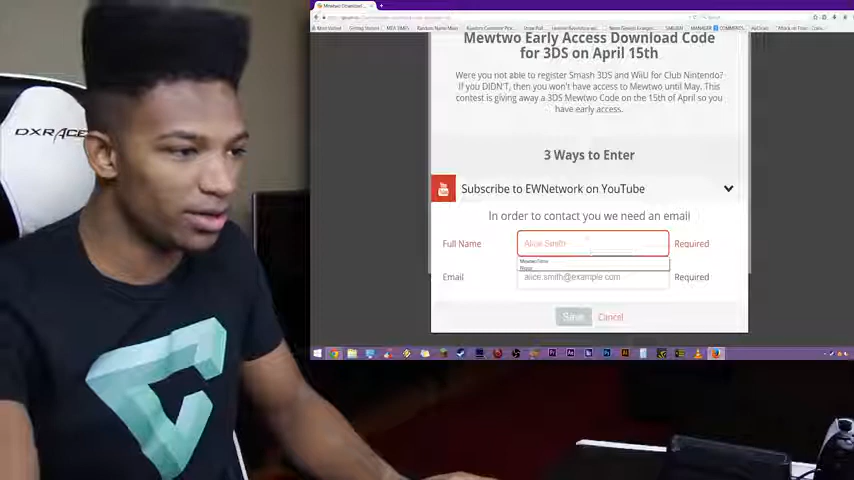 DXRACER
Mewtwo Early Access Download Code
for 3DS on April 15th
Were you not able to register Smash 3DS and WiiU for Club Nintendo?
If you DIDN'T, then you won't have access to Mewtwo until May. This
contest is giving away a 3DS Mewtwo Code on the 15th of April so you
have early access.
3 Ways to Enter
Subscribe to EWNetwork on YouTube
In order to contact you we need an email
Full Name Alice Smith Required
Email alice.smith@example.com Required
Save Cancel